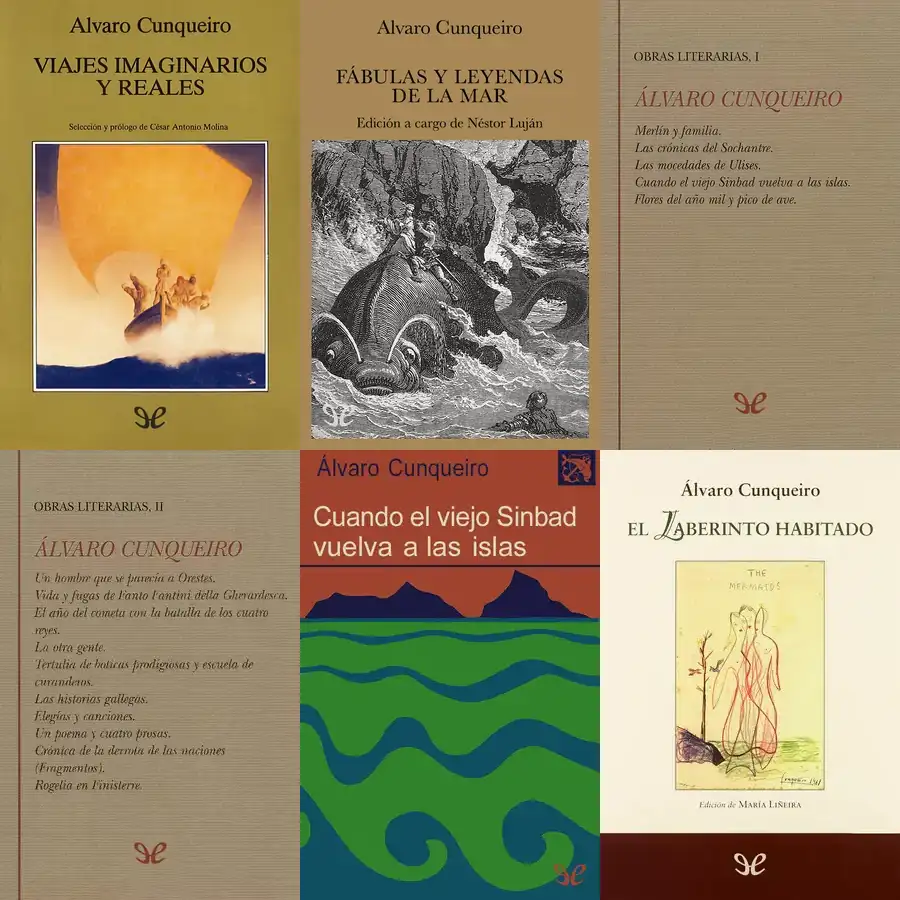 Alvaro Cunqueiro
VIAJES IMAGINARIOS
Y REALES
Selección y prólogo de César Antonio Molina
Alvaro Cunqueiro
FÁBULAS Y LEYENDAS
DE LA MAR
Edición a cargo de Néstor Luján
OBRAS LITERARIAS, I
ÁLVARO CUNQUEIRO
Merlín y familia.
Las crónicas del Sochantre.
Las mocedades de Ulises.
Cuando el viejo Sinbad vuelva a las islas.
Flores del año mil y pico de ave.
OBRAS LITERARIAS, II
ÁLVARO CUNQUEIRO
Un hombre que se parecía a Orestes.
Vida y fugas de Fanto Fantini della Gherardesca.
El año del cometa con la batalla de los cuatro
reyes.
La otra gente.
Tertulia de boticas prodigiosas y escuela de
curanderos.
Las historias gallegas.
Elegías y canciones.
Un poema y cuatro prosas.
Crónica de la derrota de las naciones
(Fragmentos).
Rogelia en Finisterre.
Álvaro Cunqueiro
Cuando el viejo Sinbad
vuelva a las islas
Álvaro Cunqueiro
EL LABERINTO HABITADO
THE
MERMAIDS
Edición de MARÍA LIÑEIRA